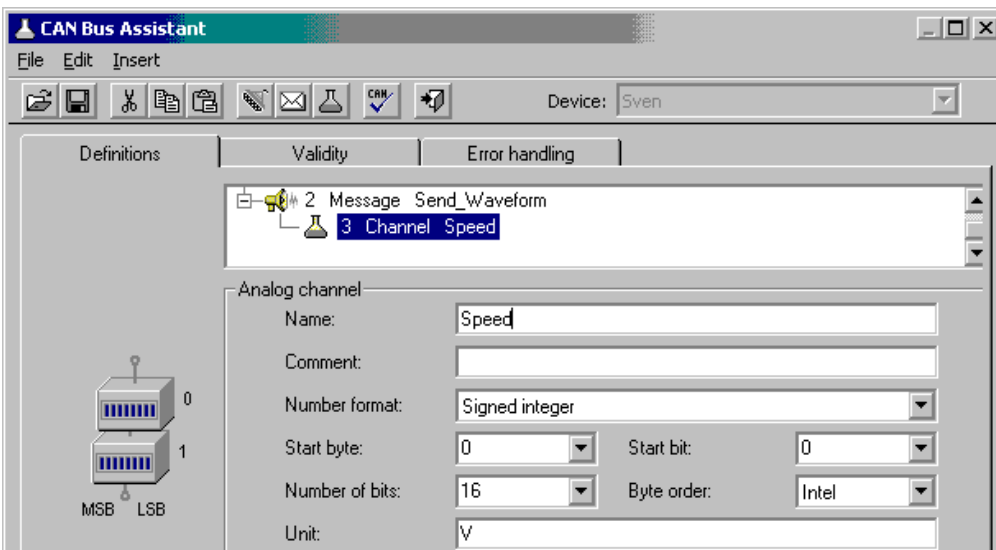 CAN Bus Assistant
File Edit Insert
CAN Device: Sven
Definitions Validity Error handling
2 Message Send_Waveform
3 Channel Speed
Analog channel
Name: Speed
Comment:
0 Number format: Signed integer
1 Start byte: 0 Start bit: 0
Number of bits: 16 Byte order: Intel
MSB LSB
Unit: V